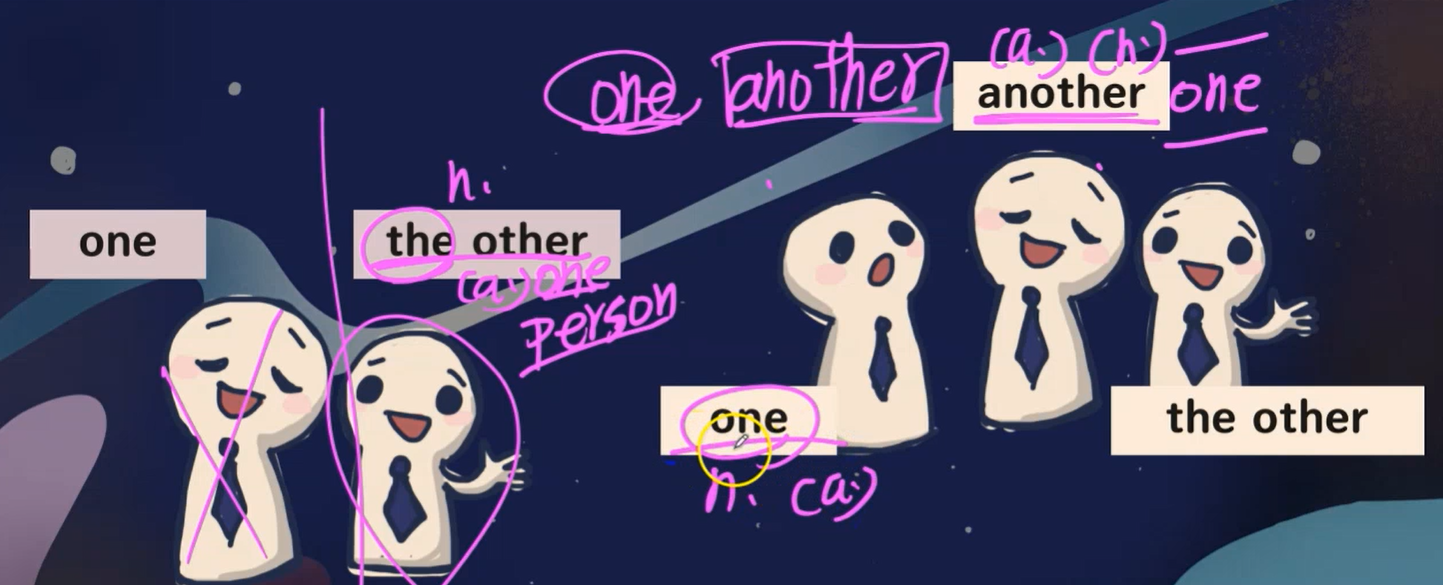 (a.) (n.)
one another another one
n.
one the other
(a.) one
person
one the other
n. (a.)